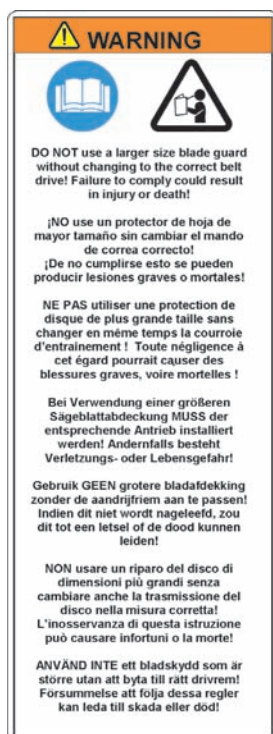 WARNING
DO NOT use a larger size blade guard
without changing to the correct belt
drive! Failure to comply could result
in injury or death!
¡NO use un protector de hoja de
mayor tamaño sin cambiar el mando
de correa correcto!
¡De no cumplirse esto se pueden
producir lesiones graves o mortales!
NE PAS utiliser une protection de
disque de plus grande taille sans
changer en même temps la courroie
d'entraînement ! Toute négligence à
cet égard pourrait causer des
blessures graves, voire mortelles !
Bei Verwendung einer größeren
Sägeblattabdeckung MUSS der
entsprechende Antrieb installiert
werden! Andernfalls besteht
Verletzungs- oder Lebensgefahr!
Gebruik GEEN grotere bladafdekking
zonder de aandrijfriem aan te passen!
Indien dit niet wordt nageleefd, zou
dit tot een letsel of de dood kunnen
leiden!
NON usare un riparo del disco di
dimensioni più grandi senza
cambiare anche la trasmissione del
disco nella misura corretta!
L'inosservanza di questa istruzione
può causare infortuni o la morte!
ANVÄND INTE ett bladskydd som är
större utan att byta till rätt drivrem!
Försummelse att följa dessa regler
kan leda till skada eller död!